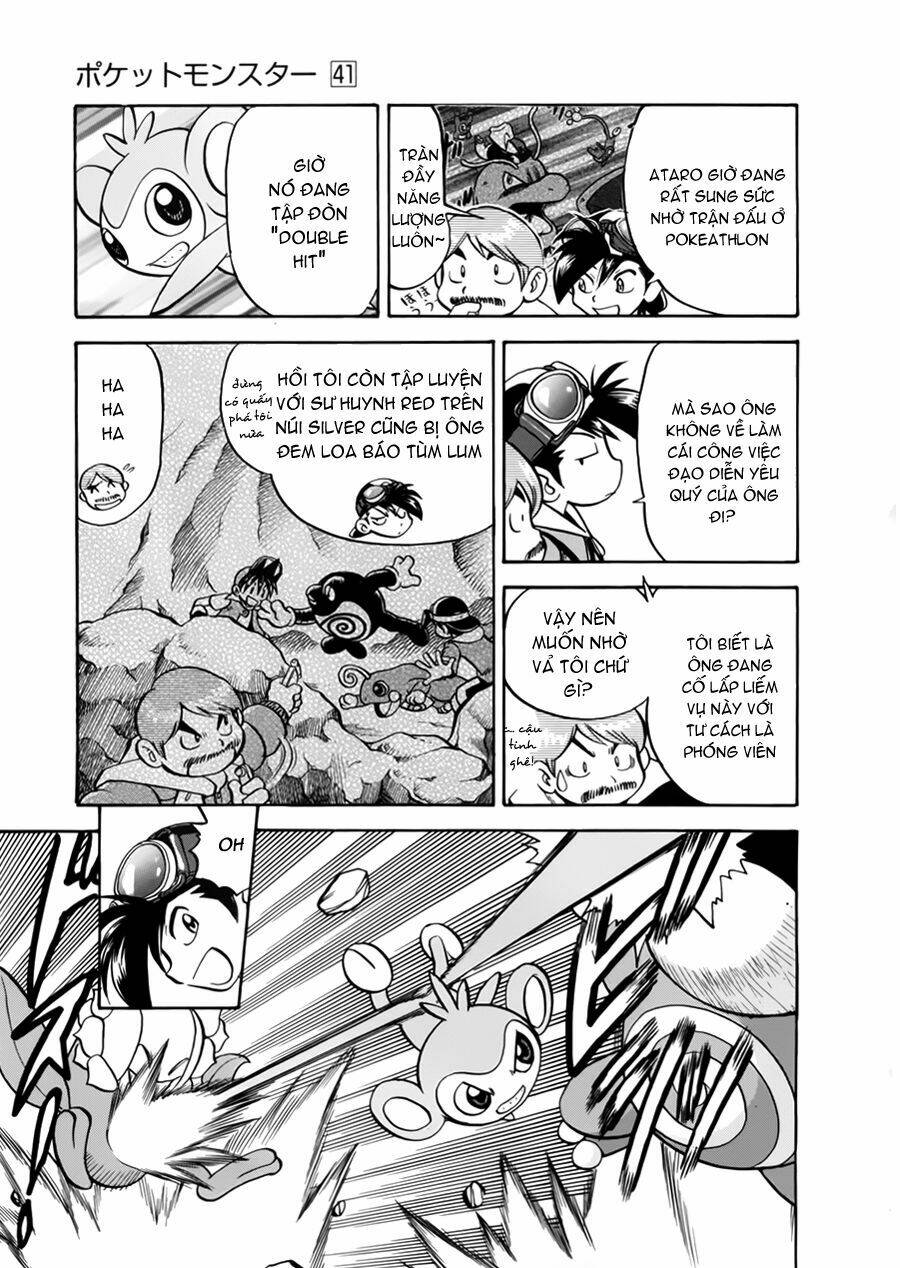 ポケットモンスター 41
ATARO GIỜ ĐANG
RẤT SUNG SỨC
NHỜ TRẬN ĐẤU Ở
POKEATHLON
TRÀN
ĐẦY
NĂNG
LƯỢNG
LUÔN~
ほほう〜
GIỜ
NÓ ĐANG
TẬP ĐÒN
"DOUBLE
HIT"
MÀ SAO ÔNG
KHÔNG VỀ LÀM
CÁI CÔNG VIỆC
ĐẠO DIỄN YÊU
QUÝ CỦA ÔNG
ĐI?
HỒI TÔI CÒN TẬP LUYỆN
VỚI SƯ HUYNH RED TRÊN
NÚI SILVER CŨNG BỊ ÔNG
ĐEM LOA BÁO TÙM LUM
đừng
có quấy
phá tôi
nữa
HA
HA
HA
TÔI BIẾT LÀ
ÔNG ĐANG
CỐ LẤP LIẾM
VỤ NÀY VỚI
TƯ CÁCH LÀ
PHÓNG VIÊN
VẬY NÊN
MUỐN NHỜ
VẢ TÔI CHỨ
GÌ?
cậu
tinh
ghê!
OH